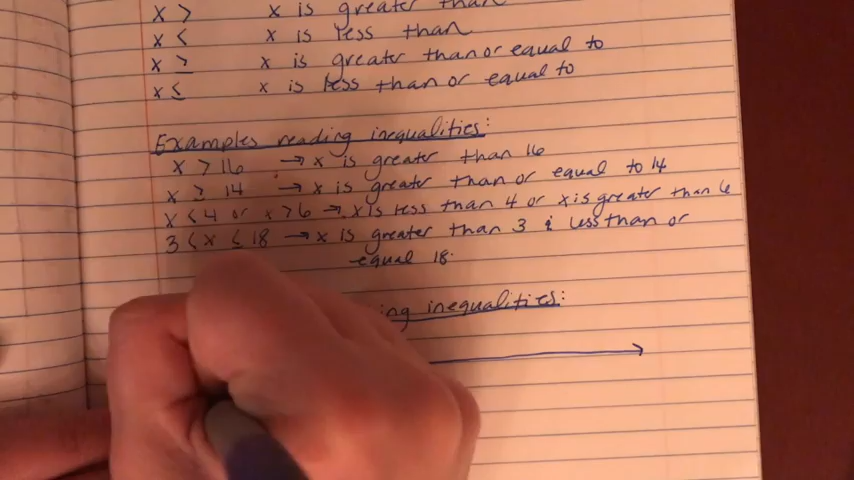 x > x is greater than
x < x is less than
x ≥ x is greater than or equal to
x ≤ x is less than or equal to
Examples reading inequalities:
x > 16 → x is greater than 16
x ≥ 14 → x is greater than or equal to 14
x < 4 or x > 6 → x is less than 4 or x is greater than 6
3 < x ≤ 18 → x is greater than 3 & less than or
equal 18.
ing inequalities: